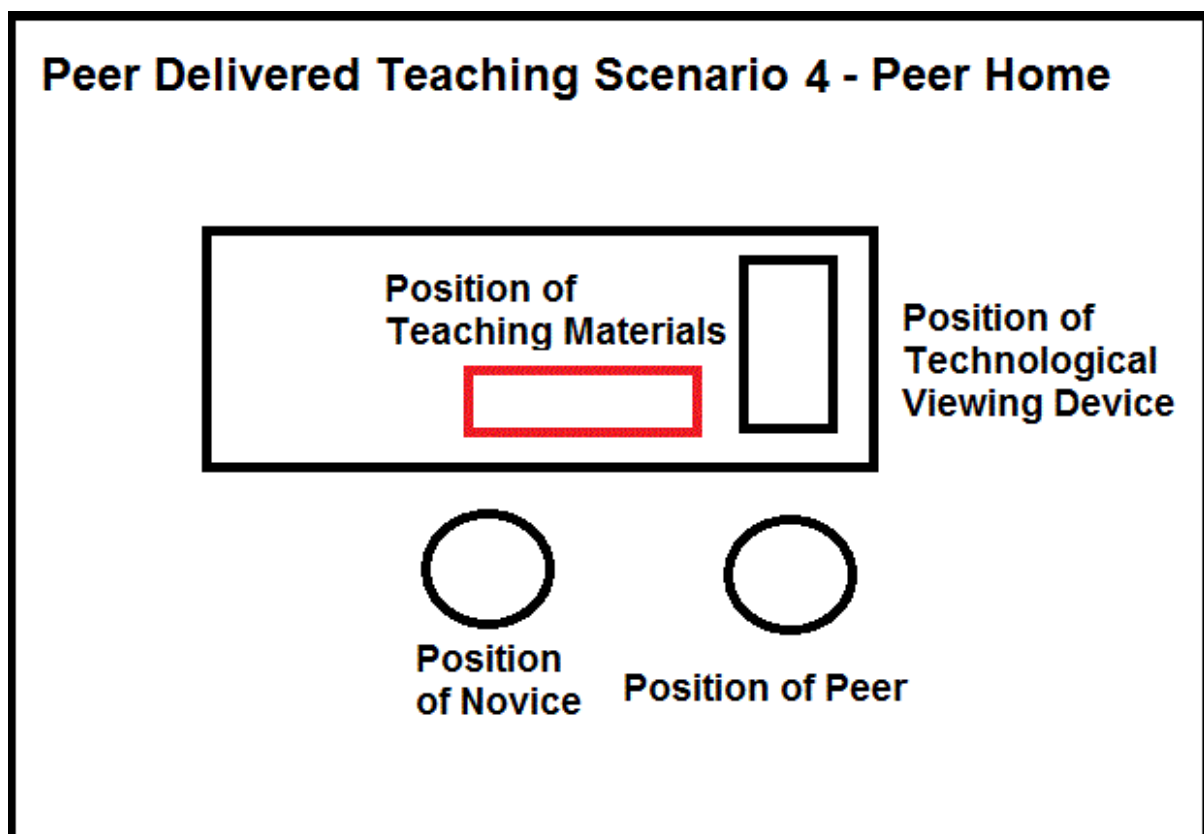 Peer Delivered Teaching Scenario 4 - Peer Home
Position of
Teaching Materials
Position of
Technological
Viewing Device
Position
of Novice
Position of Peer